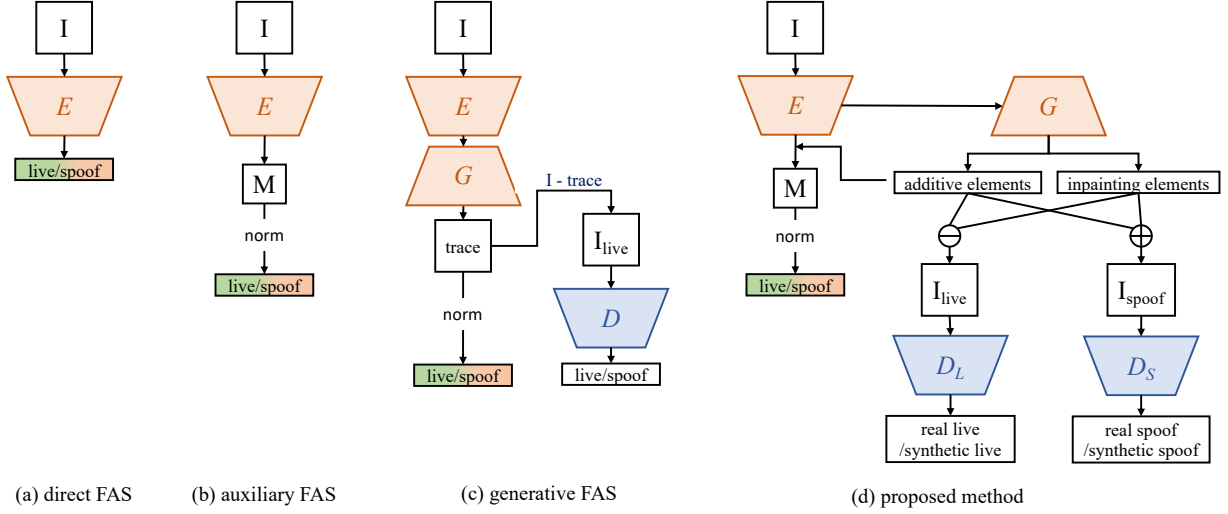 I
E
live/spoof
(a) direct FAS
I
E
M
norm
live/spoof
(b) auxiliary FAS
I
E
G
trace
I - trace
norm
live/spoof
I_live
D
live/spoof
(c) generative FAS
I
E
G
M
norm
live/spoof
additive elements
inpainting elements
I_live
I_spoof
D_L
D_S
real live
/synthetic live
real spoof
/synthetic spoof
(d) proposed method